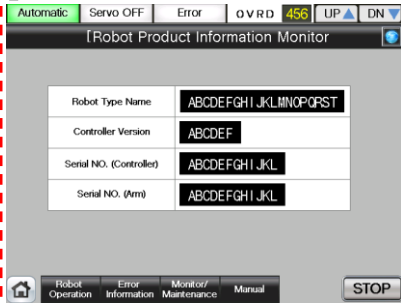 Automatic Servo OFF Error OVRD 456 UP DN
[Robot Product Information Monitor
Robot Type Name ABCDEFGHIJKLMNOPQRST
Controller Version ABCDEF
Serial NO. (Controller) ABCDEFGHIJKL
Serial NO. (Arm) ABCDEFGHIJKL
Robot Operation
Error Information
Monitor/ Maintenance
Manual
STOP